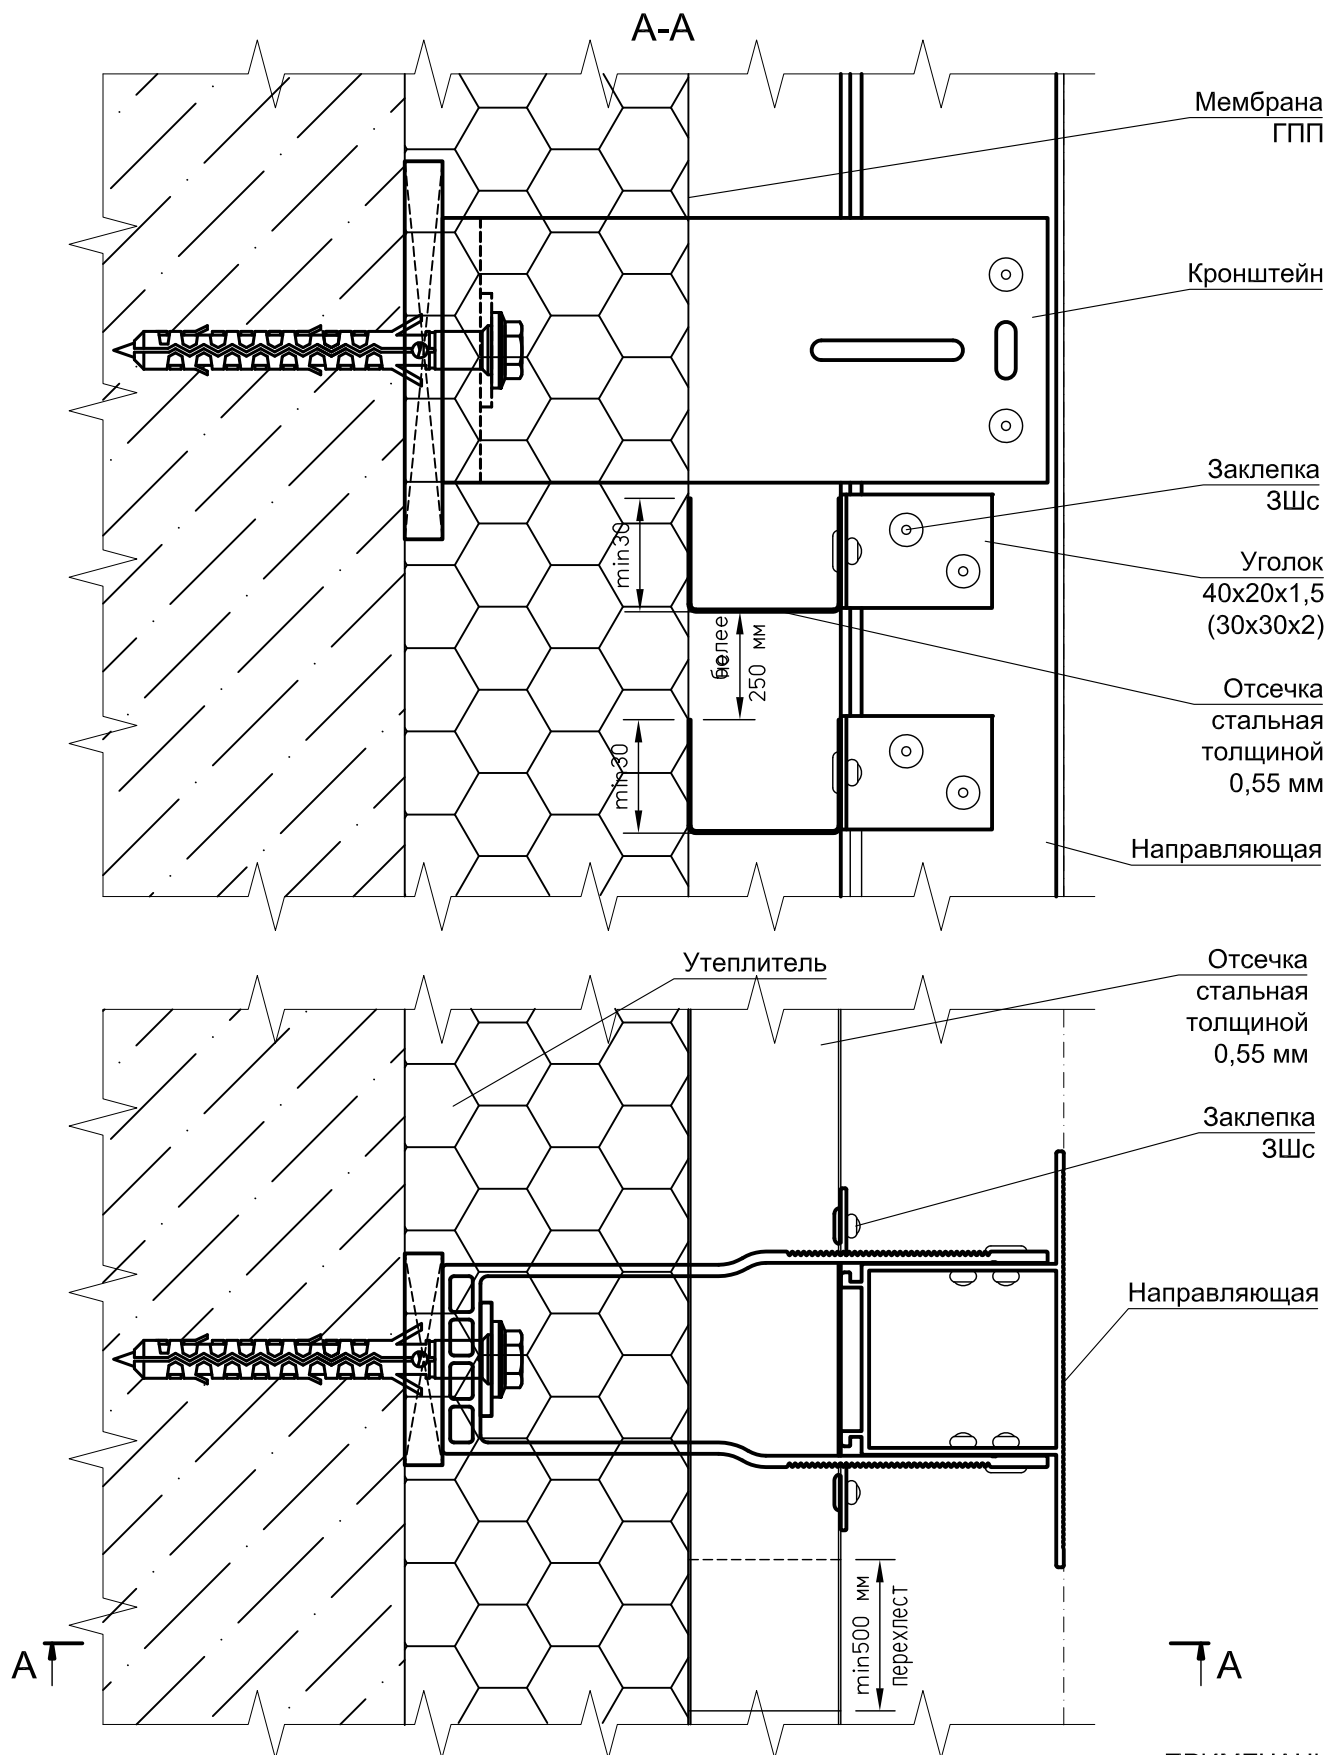 А-А
Мембрана
ГПП
Кронштейн
Заклепка
ЗШс
Уголок
40х20х1,5
(30х30х2)
min30
более
250 мм
Отсечка
стальная
толщиной
0,55 мм
min30
Направляющая
Утеплитель
Отсечка
стальная
толщиной
0,55 мм
Заклепка
ЗШс
Направляющая
min500 мм
перехлест
А
А